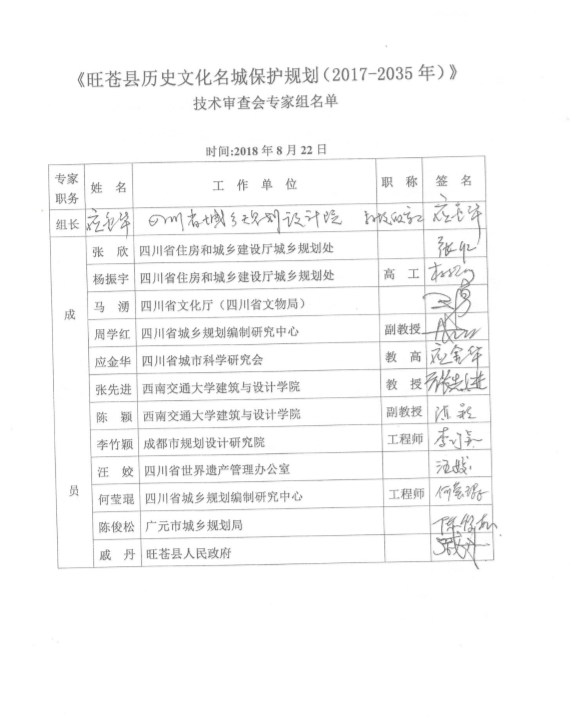 《旺苍县历史文化名城保护规划(2017-2035年)》
技术审查会专家组名单
时间:2018年8月22日
专家职务 姓名 工作单位 职称 签名
组长 应金华 四川省城乡规划设计院 应金华
成员
张欣 四川省住房和城乡建设厅城乡规划处 张欣
杨振宇 四川省住房和城乡建设厅城乡规划处 高工
马湧 四川省文化厅(四川省文物局)
周学红 四川省城乡规划编制研究中心 副教授
应金华 四川省城市科学研究会 教高 应金华
张先进 西南交通大学建筑与设计学院 教授 张先进
陈颖 西南交通大学建筑与设计学院 副教授 陈颖
李竹颖 成都市规划设计研究院 工程师 李竹颖
汪姣 四川省世界遗产管理办公室 汪姣
何莹琨 四川省城乡规划编制研究中心 工程师 何莹琨
陈俊松 广元市城乡规划局 陈俊松
戚丹 旺苍县人民政府 戚丹